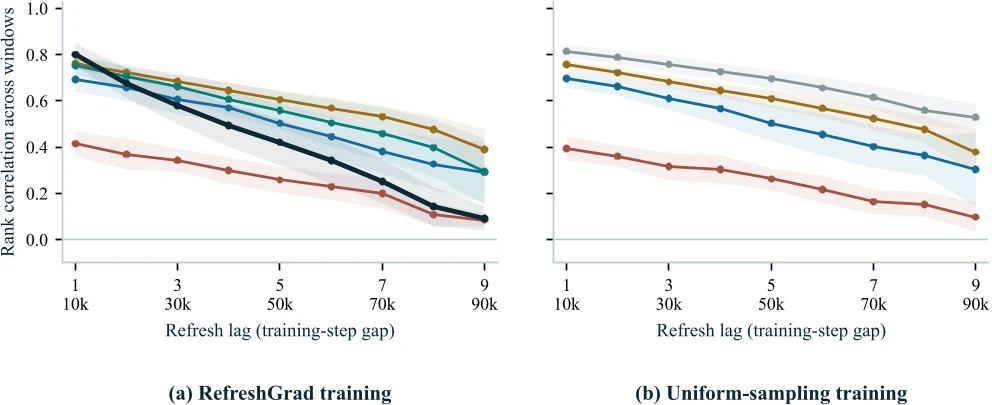 Rank correlation across windows
1.0
0.8
0.6
0.4
0.2
0.0
1 3 5 7 9
10k 30k 50k 70k 90k
Refresh lag (training-step gap)
(a) RefreshGrad training
1 3 5 7 9
10k 30k 50k 70k 90k
Refresh lag (training-step gap)
(b) Uniform-sampling training